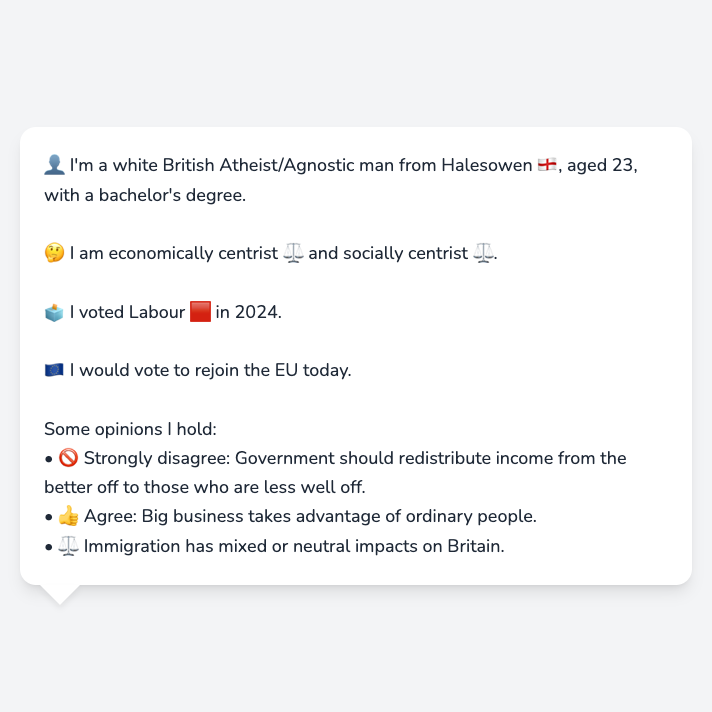 👤 I'm a white British Atheist/Agnostic man from Halesowen 🏴󠁧󠁢󠁥󠁮󠁧󠁿, aged 23,
with a bachelor's degree.
🤔 I am economically centrist ⚖️ and socially centrist ⚖️.
🗳️ I voted Labour 🟥 in 2024.
🇪🇺 I would vote to rejoin the EU today.
Some opinions I hold:
• 🚫 Strongly disagree: Government should redistribute income from the
better off to those who are less well off.
• 👍 Agree: Big business takes advantage of ordinary people.
• ⚖️ Immigration has mixed or neutral impacts on Britain.